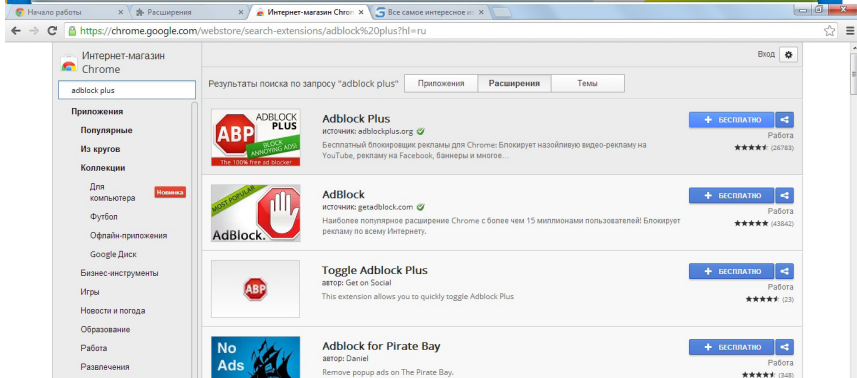 Начало работы
Расширения
Интернет-магазин Chron
Все самое интересное и
https://chrome.google.com/webstore/search-extensions/adblock%20plus?hl=ru
Интернет-магазин
Chrome
Вход
adblock plus
Результаты поиска по запросу "adblock plus"
Приложения
Расширения
Темы
Приложения
Популярные
Из кругов
Коллекции
Для
компьютера
Новинка
Футбол
Офлайн-приложения
Google Диск
Бизнес-инструменты
Игры
Новости и погода
Образование
Работа
Развлечения
ABP
ADBLOCK
PLUS
BLOCK
ANNOYING ADS!
The 100% free ad blocker
Adblock Plus
источник: adblockplus.org
Бесплатный блокировщик рекламы для Chrome: Блокирует назойливую видео-рекламу на
YouTube, рекламу на Facebook, баннеры и многое...
+ БЕСПЛАТНО
Работа
(26783)
MOST POPULAR
AdBlock.
AdBlock
источник: getadblock.com
Наиболее популярное расширение Chrome с более чем 15 миллионами пользователей! Блокирует
рекламу по всему Интернету.
+ БЕСПЛАТНО
Работа
(43842)
ABP
Toggle Adblock Plus
автор: Get on Social
This extension allows you to quickly toggle Adblock Plus
+ БЕСПЛАТНО
Работа
(23)
No
Ads
Adblock for Pirate Bay
автор: Daniel
Remove popup ads on The Pirate Bay.
+ БЕСПЛАТНО
Работа
(348)